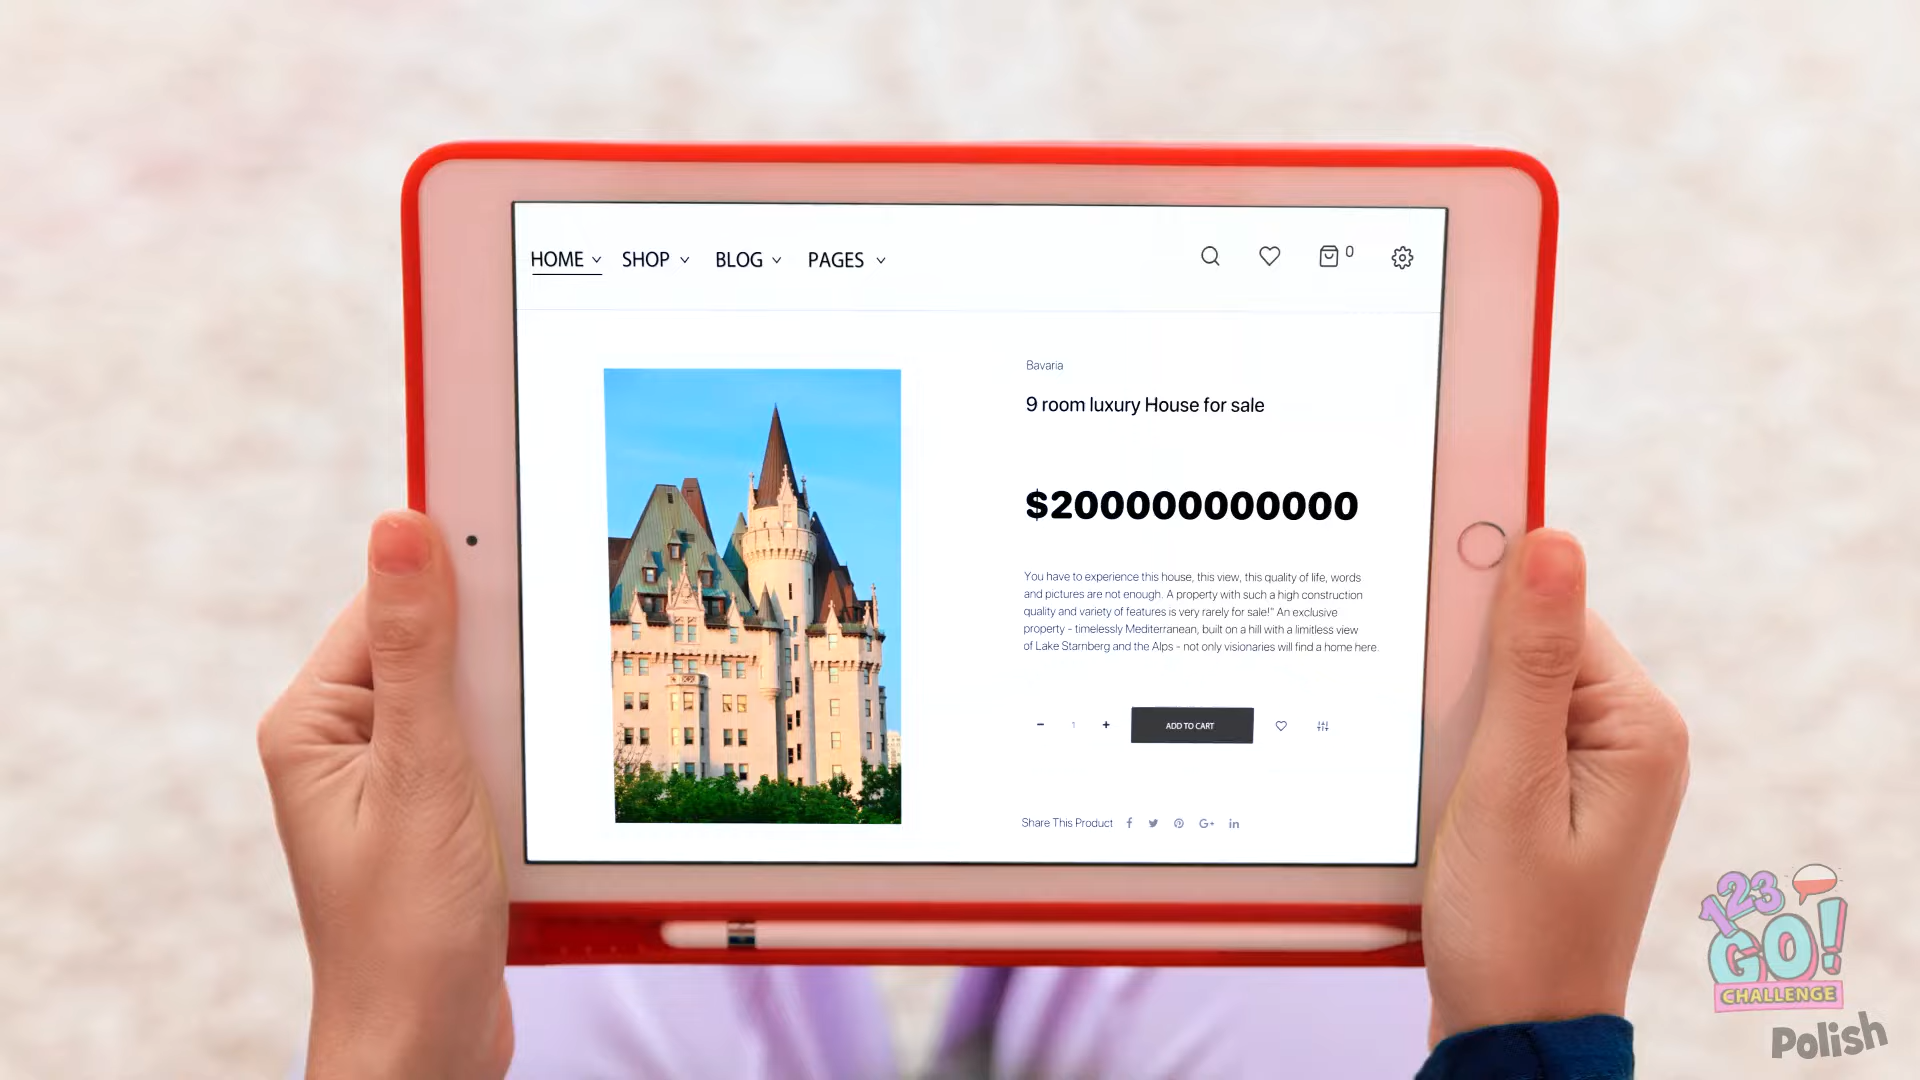 HOME SHOP BLOG PAGES
0
Bavaria
9 room luxury House for sale
$200000000000
You have to experience this house, this view, this quality of life, words
and pictures are not enough. A property with such a high construction
quality and variety of features is very rarely for sale!" An exclusive
property - timelessly Mediterranean, built on a hill with a limitless view
of Lake Starnberg and the Alps - not only visionaries will find a home here.
- 1 + ADD TO CART
Share This Product f G+ in
123
GO!
CHALLENGE
Polish